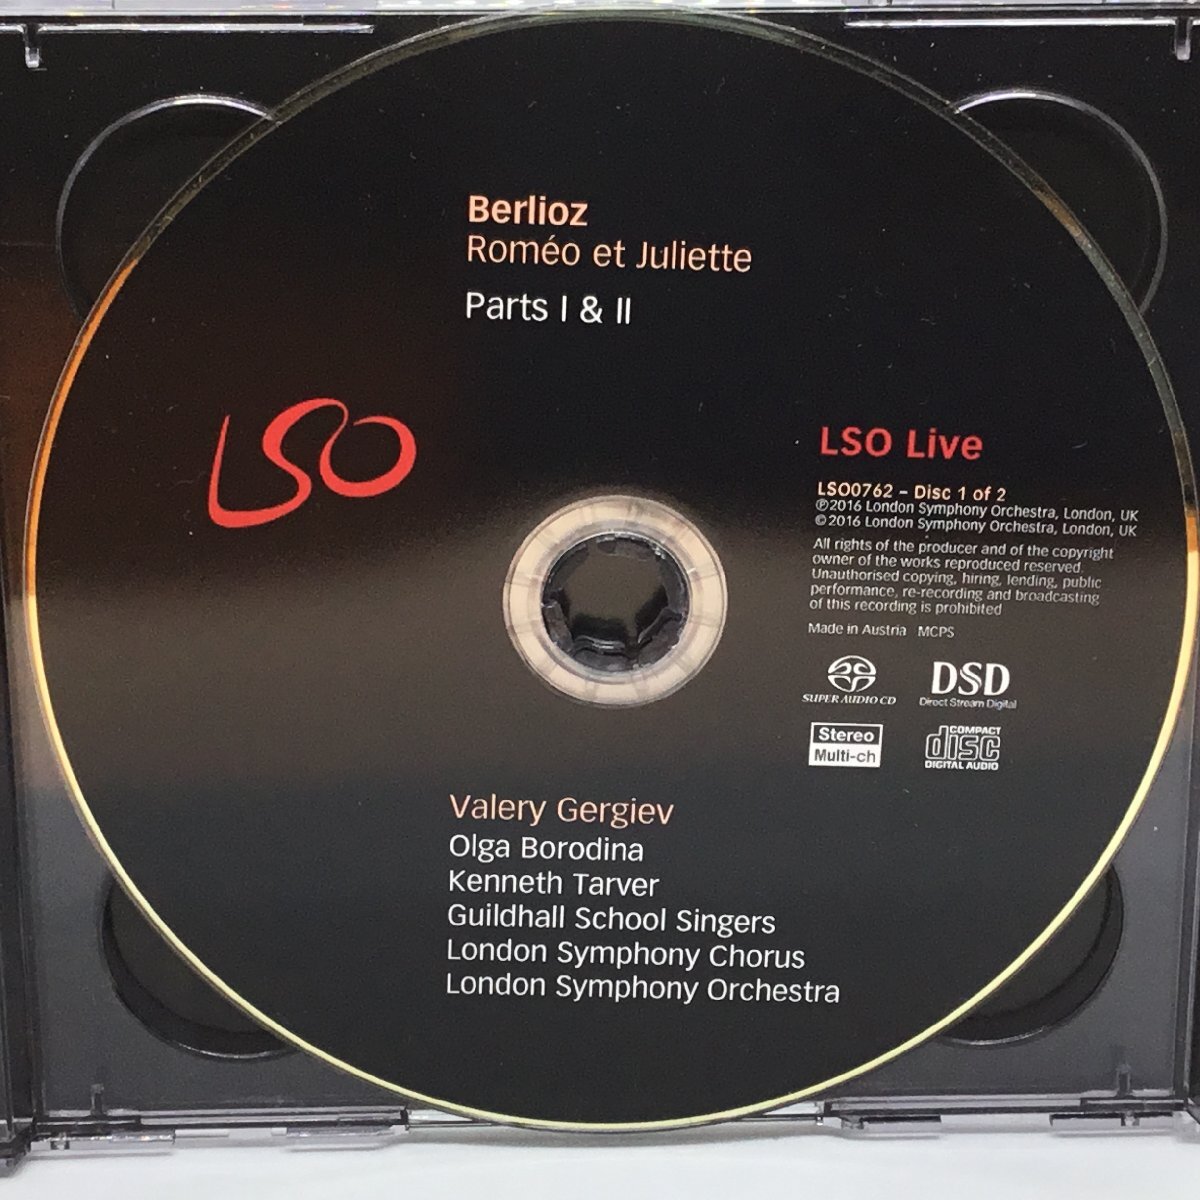 Berlioz
Roméo et Juliette
Parts I & II
LSO
LSO Live
LSO0762 – Disc 1 of 2
℗2016 London Symphony Orchestra, London, UK
©2016 London Symphony Orchestra, London, UK
All rights of the producer and of the copyright
owner of the works reproduced reserved.
Unauthorised copying, hiring, lending, public
performance, re-recording and broadcasting
of this recording is prohibited
Made in Austria MCPS
SUPER AUDIO CD
DSD
Direct Stream Digital
Stereo
Multi-ch
COMPACT
disc
DIGITAL AUDIO
Valery Gergiev
Olga Borodina
Kenneth Tarver
Guildhall School Singers
London Symphony Chorus
London Symphony Orchestra